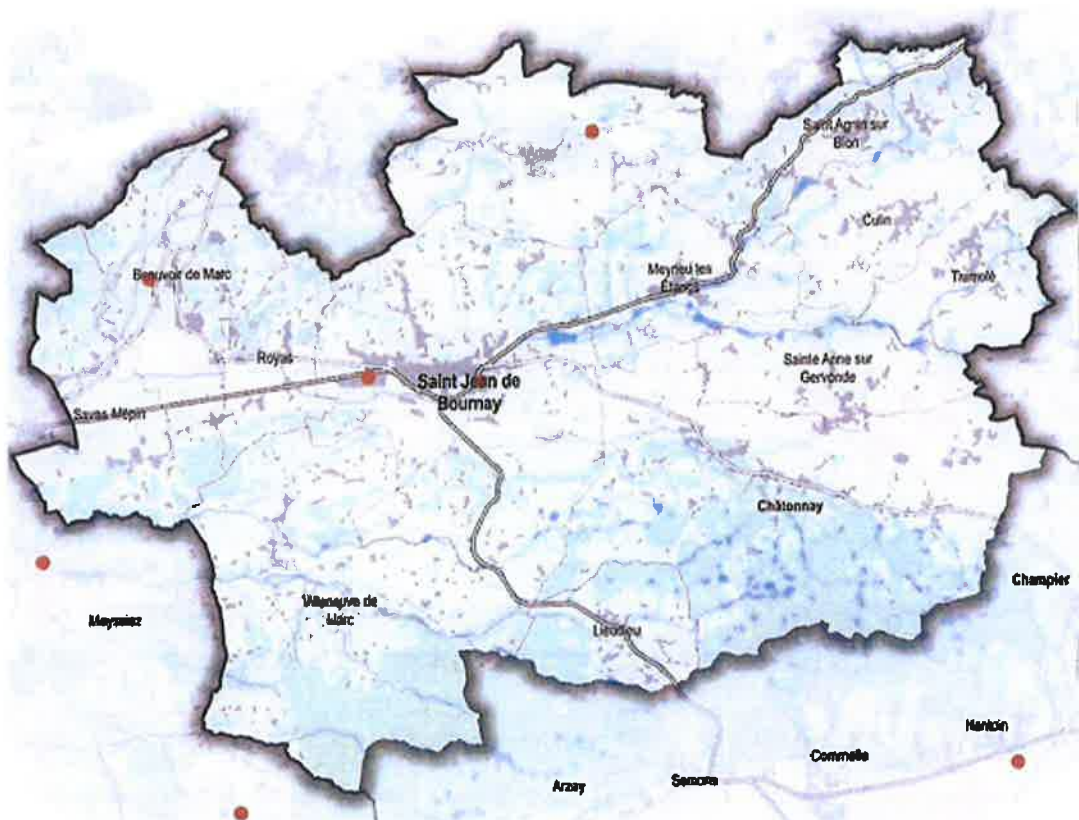 Saint Agnin sur
Bion
Culin
Tramolé
Meyrieu les
Étangs
Beauvoir de Marc
Royas
Sainte Anne sur
Gervonde
Saint Jean de
Bournay
Savas Mépin
Châtonnay
Champier
Meyssiez
Villeneuve de
Marc
Lieudieu
Nantoin
Commelle
Semons
Arzay